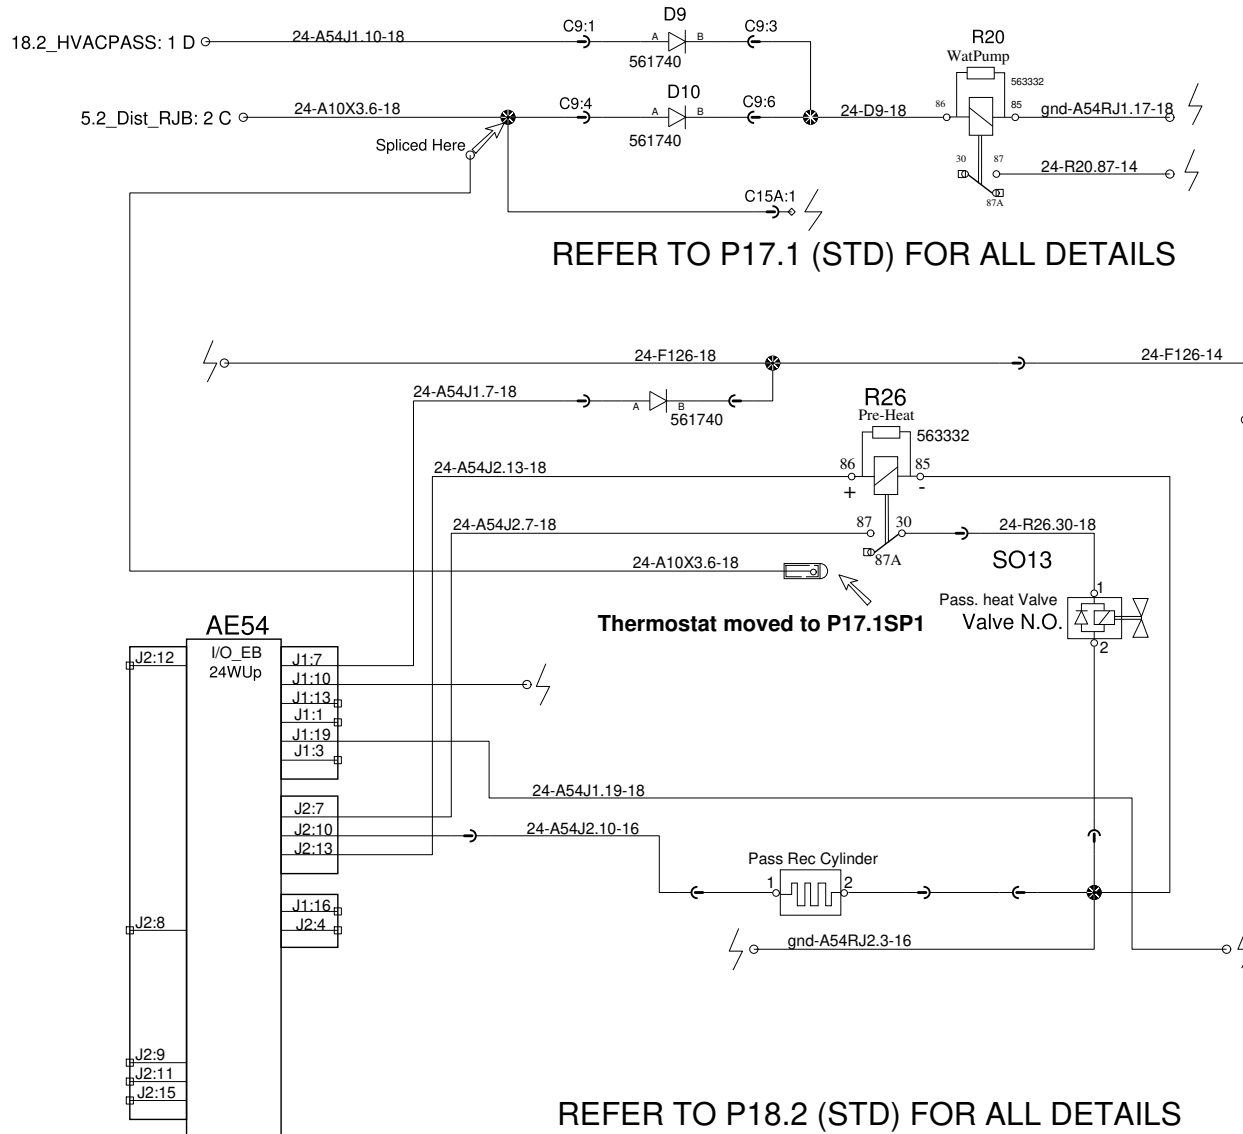 D9
C9:1
C9:3
24-A54J1.10-18
18.2_HVACPASS: 1 D
A
B
561740
R20
WatPump
563332
D10
C9:4
C9:6
24-A10X3.6-18
5.2_Dist_RJB: 2 C
A
B
561740
24-D9-18
86
85
gnd-A54RJ1.17-18
Spliced Here
30
87
24-R20.87-14
87A
C15A:1
REFER TO P17.1 (STD) FOR ALL DETAILS
24-F126-18
24-F126-14
24-A54J1.7-18
A
B
561740
R26
Pre-Heat
563332
24-A54J2.13-18
86
85
+
-
24-A54J2.7-18
87
30
24-R26.30-18
87A
24-A10X3.6-18
SO13
Pass. heat Valve
Valve N.O.
1
2
Thermostat moved to P17.1SP1
AE54
I/O_EB
24WUp
J2:12
J1:7
J1:10
J1:13
J1:1
J1:19
J1:3
24-A54J1.19-18
J2:7
J2:10
J2:13
24-A54J2.10-16
Pass Rec Cylinder
1
2
J1:16
J2:4
J2:8
gnd-A54RJ2.3-16
J2:9
J2:11
J2:15
REFER TO P18.2 (STD) FOR ALL DETAILS